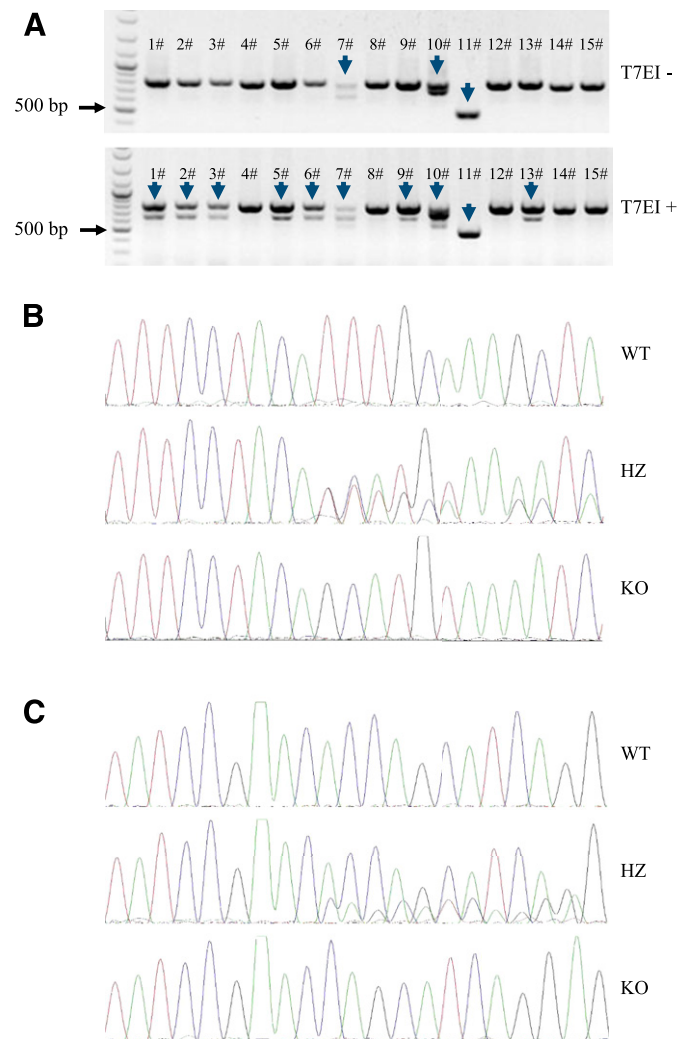 A
1# 2# 3# 4# 5# 6# 7# 8# 9# 10# 11# 12# 13# 14# 15#
T7EI -
500 bp
1# 2# 3# 4# 5# 6# 7# 8# 9# 10# 11# 12# 13# 14# 15#
T7EI +
500 bp
B
WT
HZ
KO
C
WT
HZ
KO